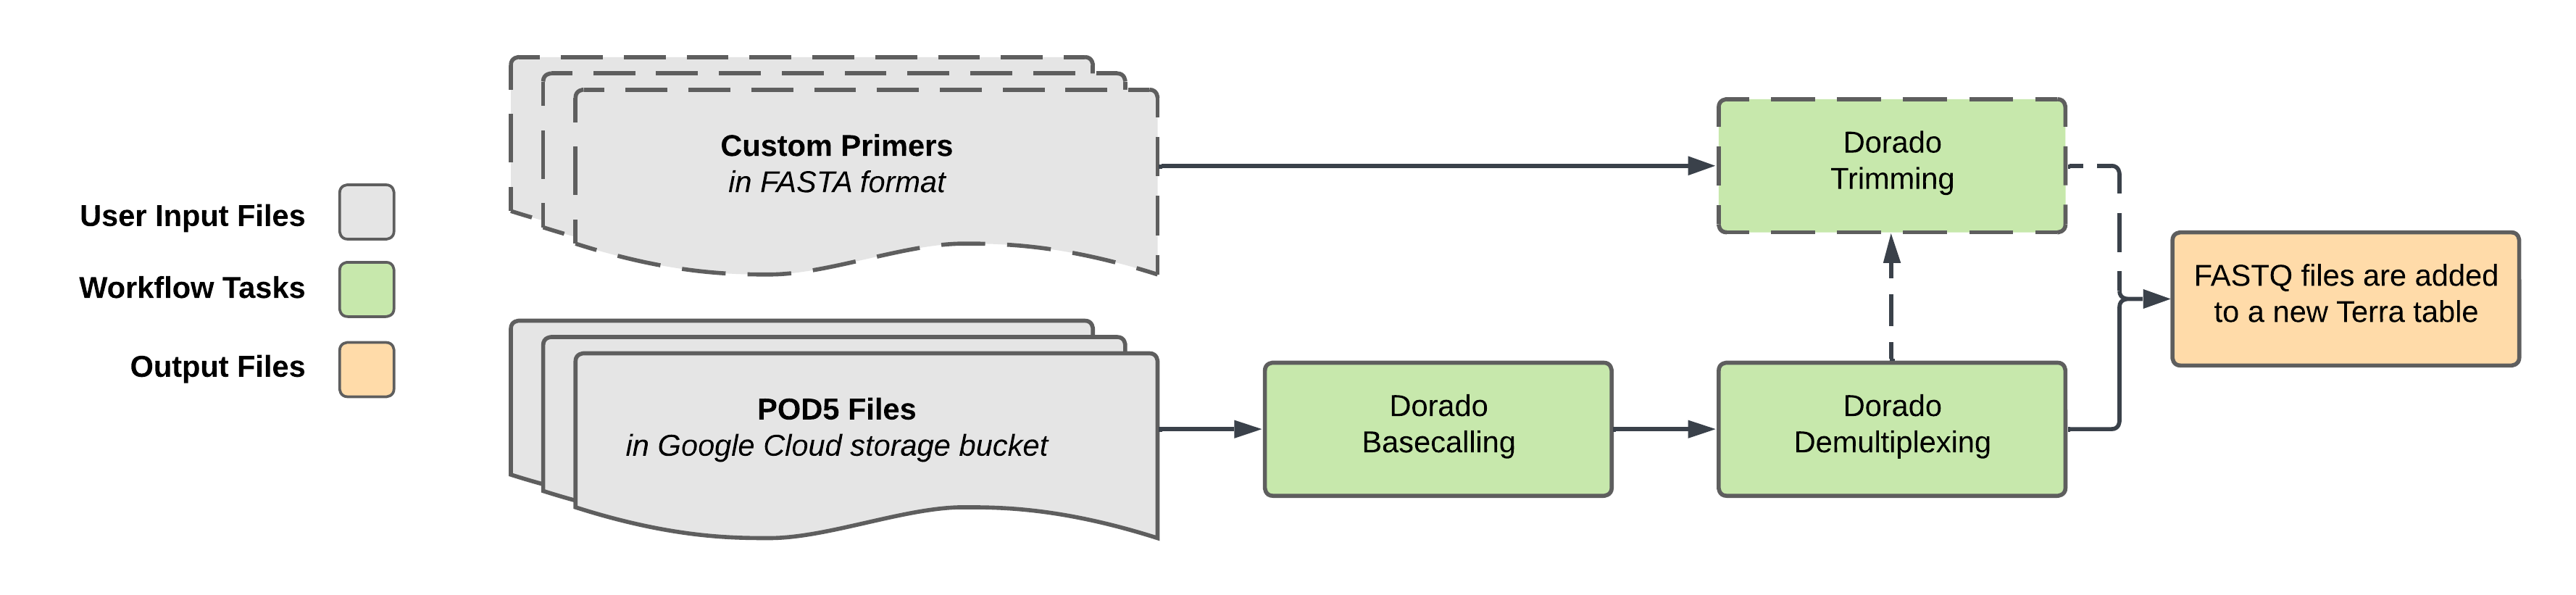 User Input Files
Workflow Tasks
Output Files
Custom Primers
in FASTA format
POD5 Files
in Google Cloud storage bucket
Dorado
Basecalling
Dorado
Trimming
Dorado
Demultiplexing
FASTQ files are added
to a new Terra table